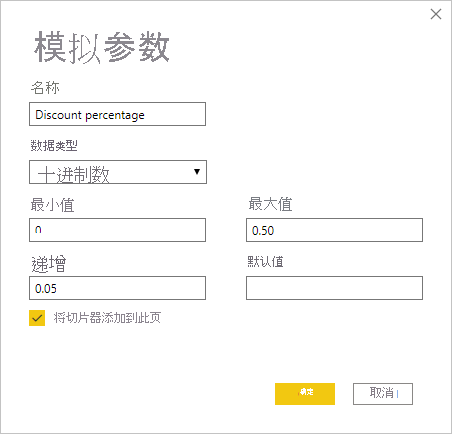 模拟参数
名称
Discount percentage
数据类型
十进制数
最小值 最大值
0 0.50
递增 默认值
0.05
将切片器添加到此页
确定 取消